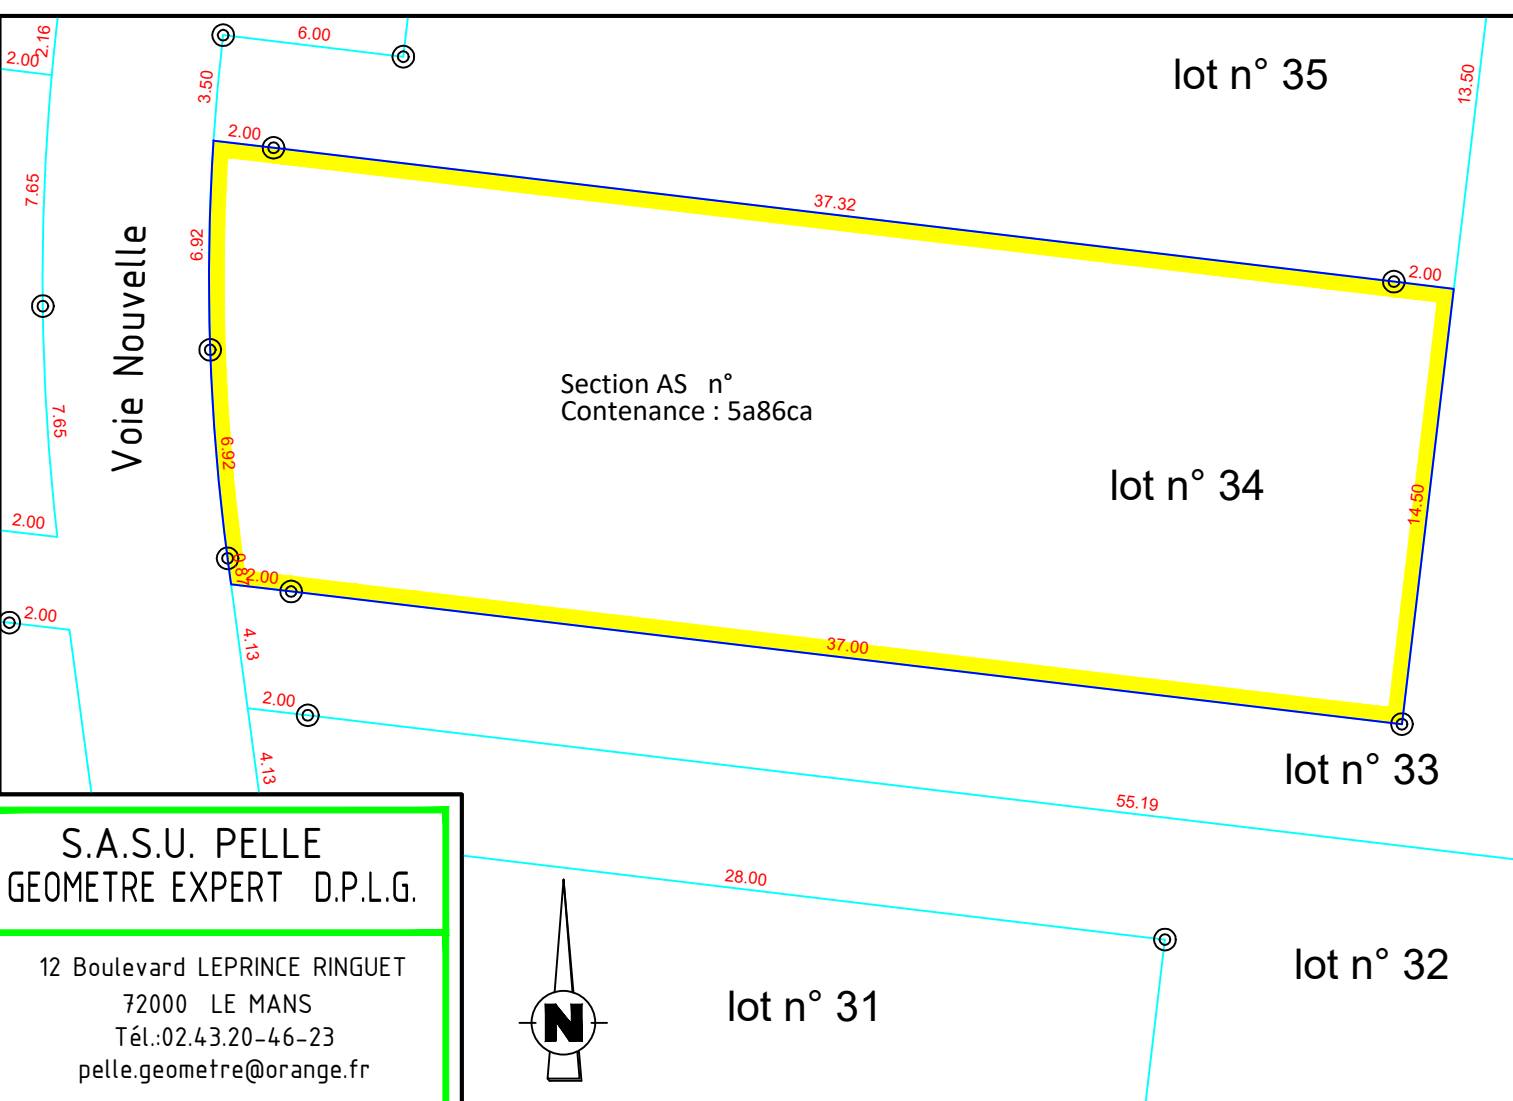 2.16
2.00
6.00
3.50
lot n° 35
13.50
2.00
7.65
37.32
6.92
2.00
Voie Nouvelle
Section AS n°
Contenance : 5a86ca
7.65
6.92
lot n° 34
14.50
2.00
0.87
2.00
2.00
4.13
37.00
2.00
4.13
lot n° 33
55.19
28.00
S.A.S.U. PELLE
GEOMETRE EXPERT D.P.L.G.
12 Boulevard LEPRINCE RINGUET
72000 LE MANS
Tél.:02.43.20-46-23
pelle.geometre@orange.fr
N
lot n° 31
lot n° 32